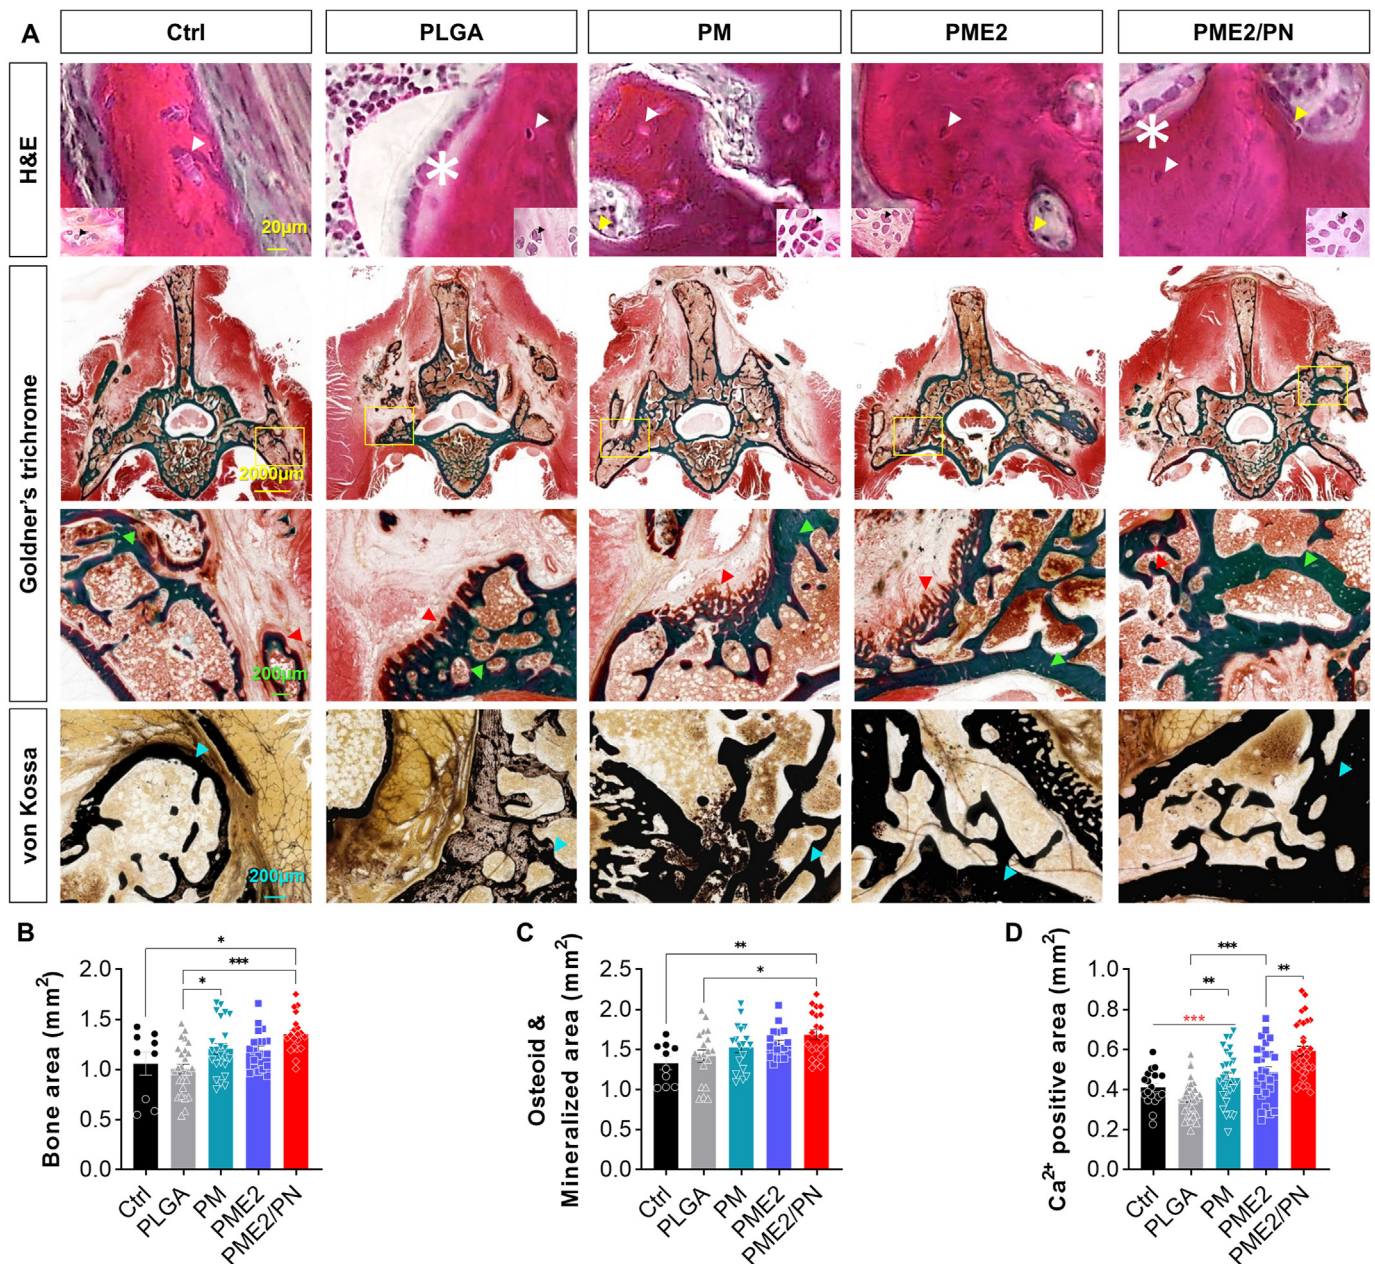 A
Ctrl
PLGA
PM
PME2
PME2/PN
H&E
20μm
*
*
Goldner's trichrome
2000μm
200μm
von Kossa
200μm
B
Bone area (mm²)
2.0
1.5
1.0
0.5
0.0
*
***
*
Ctrl
PLGA
PM
PME2
PME2/PN
C
Osteoid &
Mineralized area (mm²)
2.5
2.0
1.5
1.0
0.5
0.0
**
*
Ctrl
PLGA
PM
PME2
PME2/PN
D
Ca²⁺ positive area (mm²)
1.0
0.8
0.6
0.4
0.2
0.0
***
**
**
***
Ctrl
PLGA
PM
PME2
PME2/PN